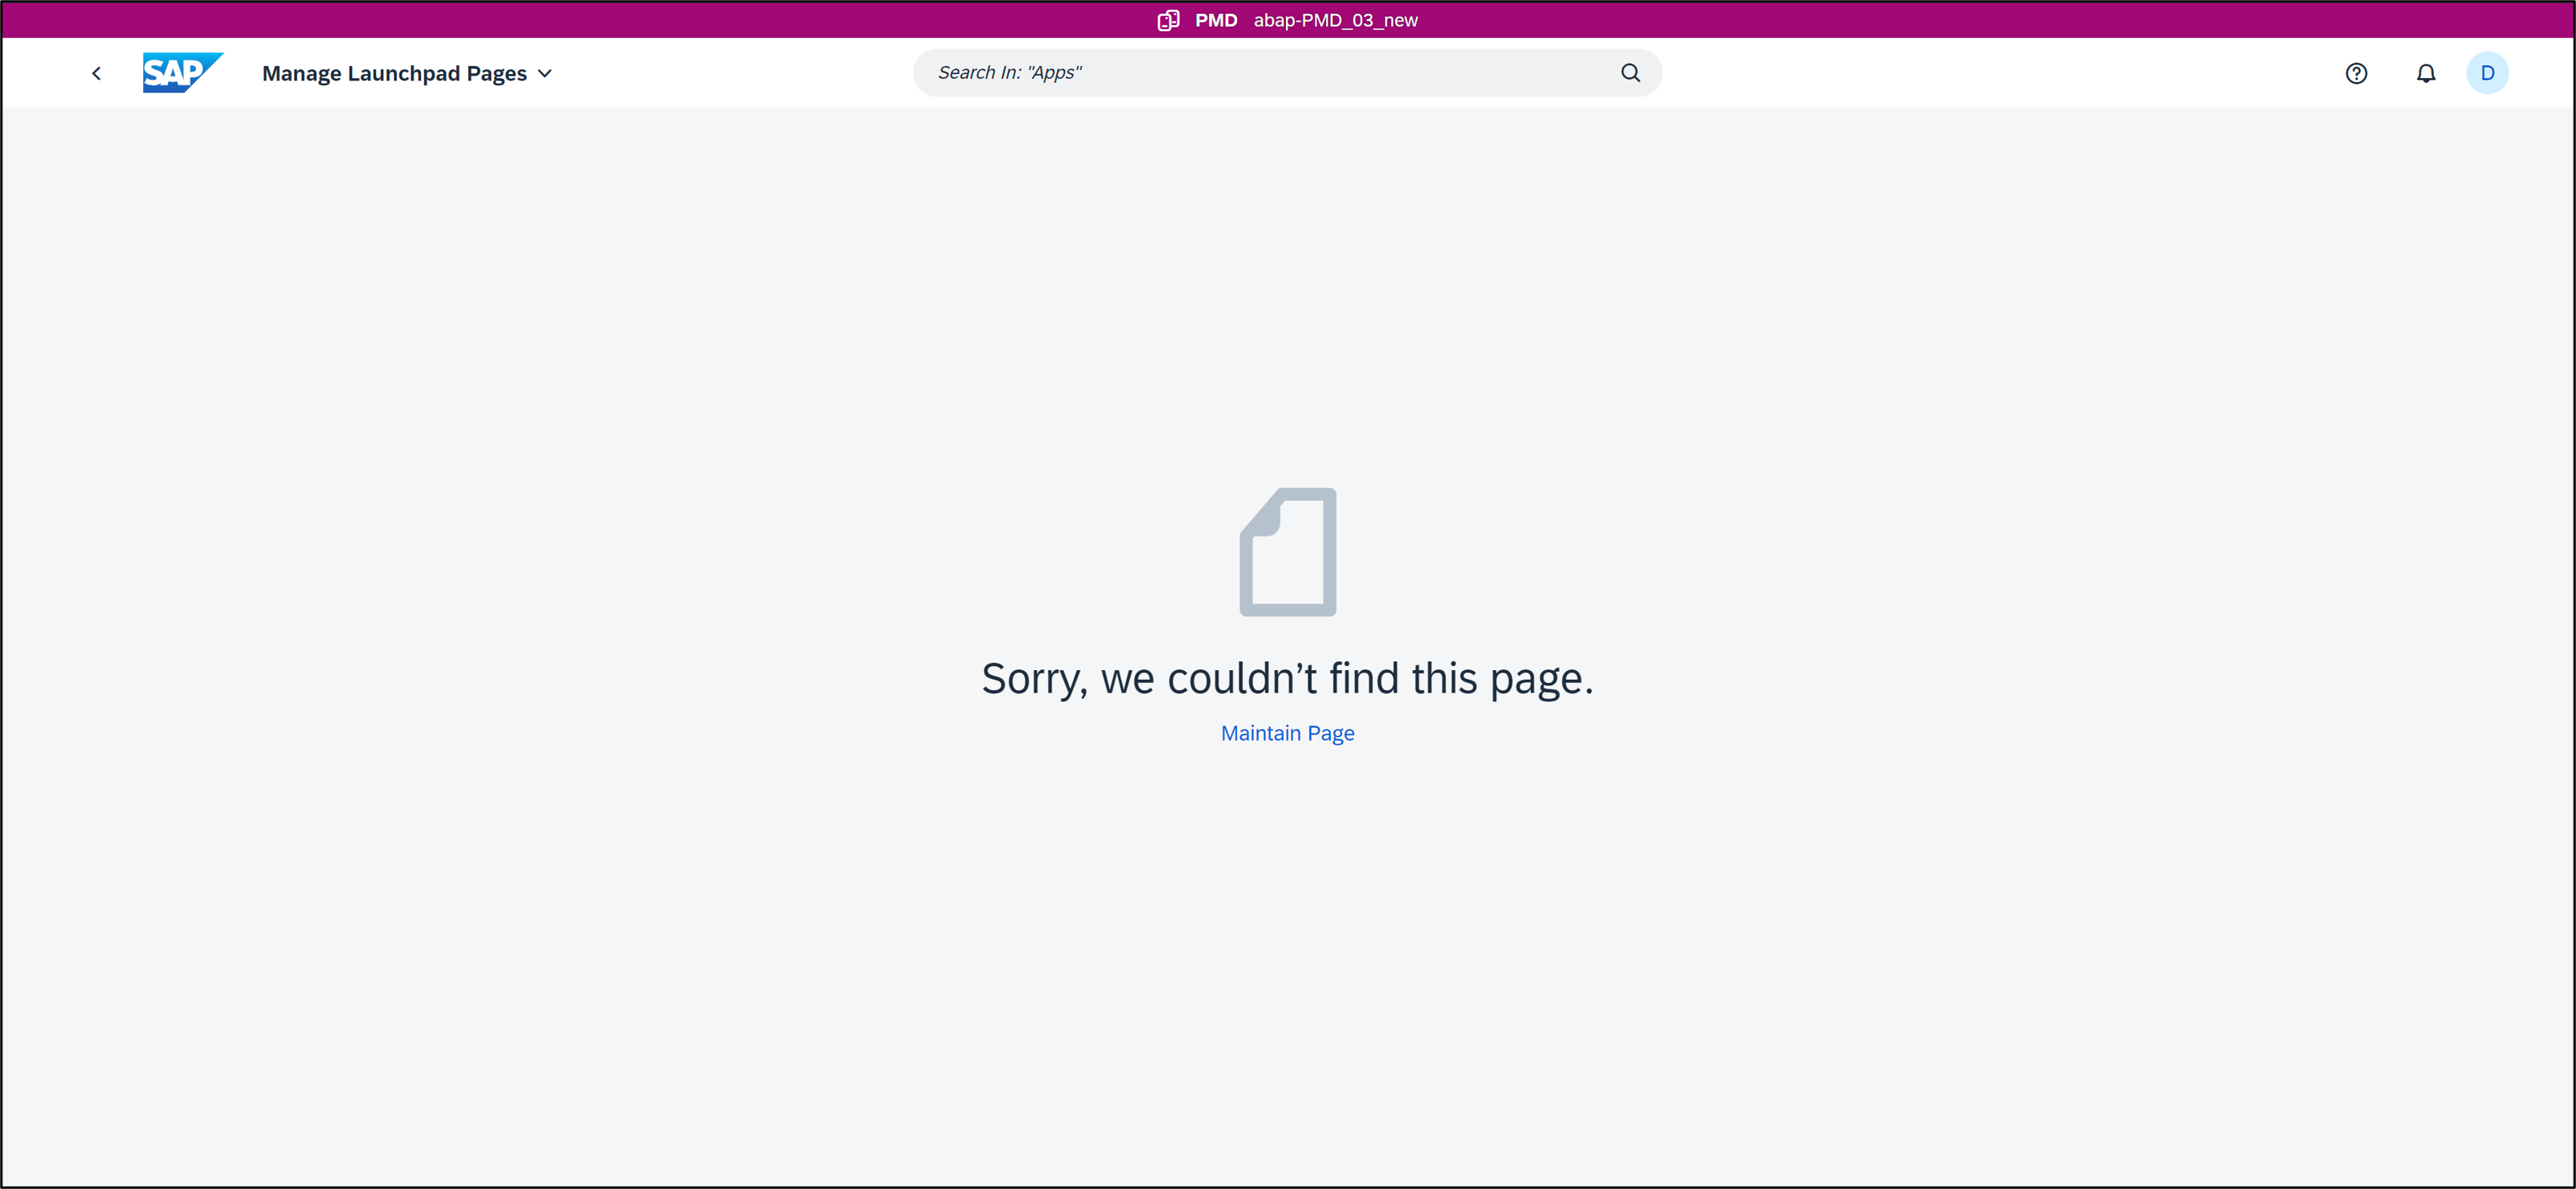 PMD abap-PMD_03_new
SAP Manage Launchpad Pages Search In: "Apps" D
Sorry, we couldn’t find this page.
Maintain Page